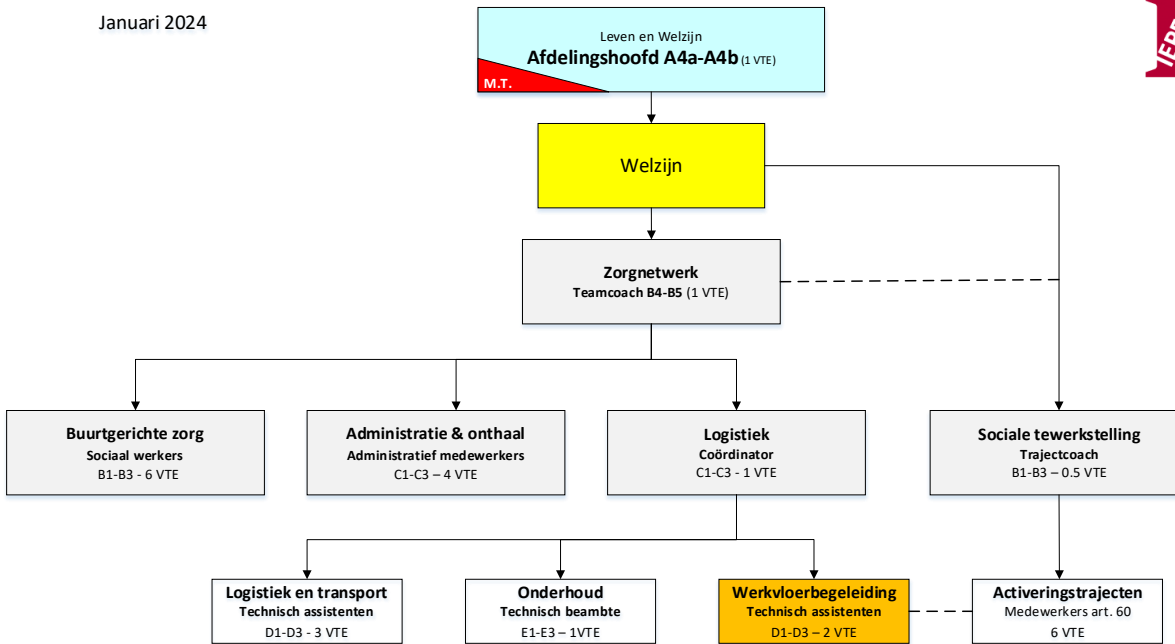 Januari 2024
Leven en Welzijn
Afdelingshoofd A4a-A4b (1 VTE)
M.T.
Welzijn
Zorgnetwerk
Teamcoach B4-B5 (1 VTE)
Buurtgerichte zorg
Sociaal werkers
B1-B3 - 6 VTE
Administratie & onthaal
Administratief medewerkers
C1-C3 – 4 VTE
Logistiek
Coördinator
C1-C3 - 1 VTE
Sociale tewerkstelling
Trajectcoach
B1-B3 – 0.5 VTE
Logistiek en transport
Technisch assistenten
D1-D3 - 3 VTE
Onderhoud
Technisch beambte
E1-E3 – 1VTE
Werkvloerbegeleiding
Technisch assistenten
D1-D3 – 2 VTE
Activeringstrajecten
Medewerkers art. 60
6 VTE